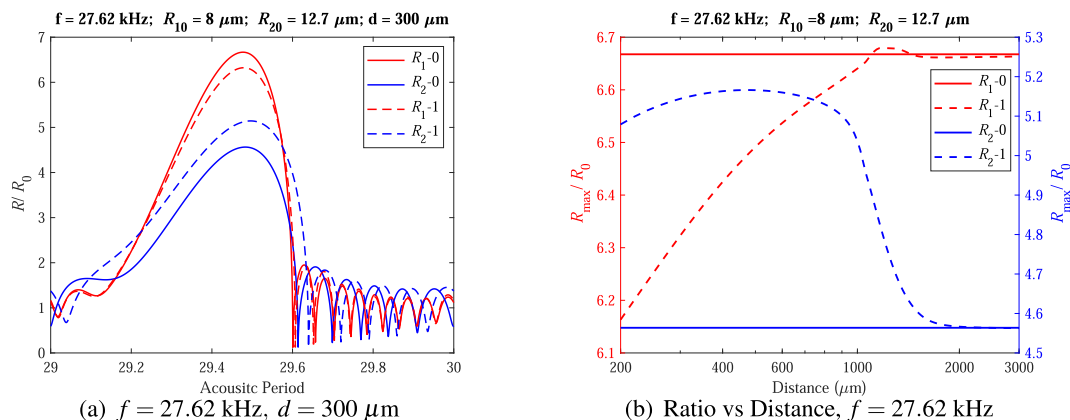 f = 27.62 kHz; R10 = 8 μm; R20 = 12.7 μm; d = 300 μm
7
6
5
4
3
2
1
0
R/ R0
R1-0
R2-0
R1-1
R2-1
29
29.2
29.4
29.6
29.8
30
Acousitc Period
(a) f = 27.62 kHz, d = 300 μm
f =27.62 kHz; R10 =8 μm; R20 = 12.7 μm
6.7
6.6
6.5
6.4
6.3
6.2
6.1
Rmax/ R0
R1-0
R1-1
R2-0
R2-1
5.3
5.2
5.1
5
4.9
4.8
4.7
4.6
4.5
Rmax/ R0
200
400
600
800
1000
2000
3000
Distance (μm)
(b) Ratio vs Distance, f = 27.62 kHz